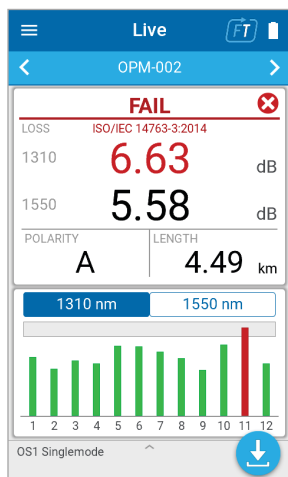 Live
FT
OPM-002
FAIL
LOSS ISO/IEC 14763-3:2014
1310 6.63 dB
1550 5.58 dB
POLARITY LENGTH
A 4.49 km
1310 nm 1550 nm
1 2 3 4 5 6 7 8 9 10 11 12
OS1 Singlemode